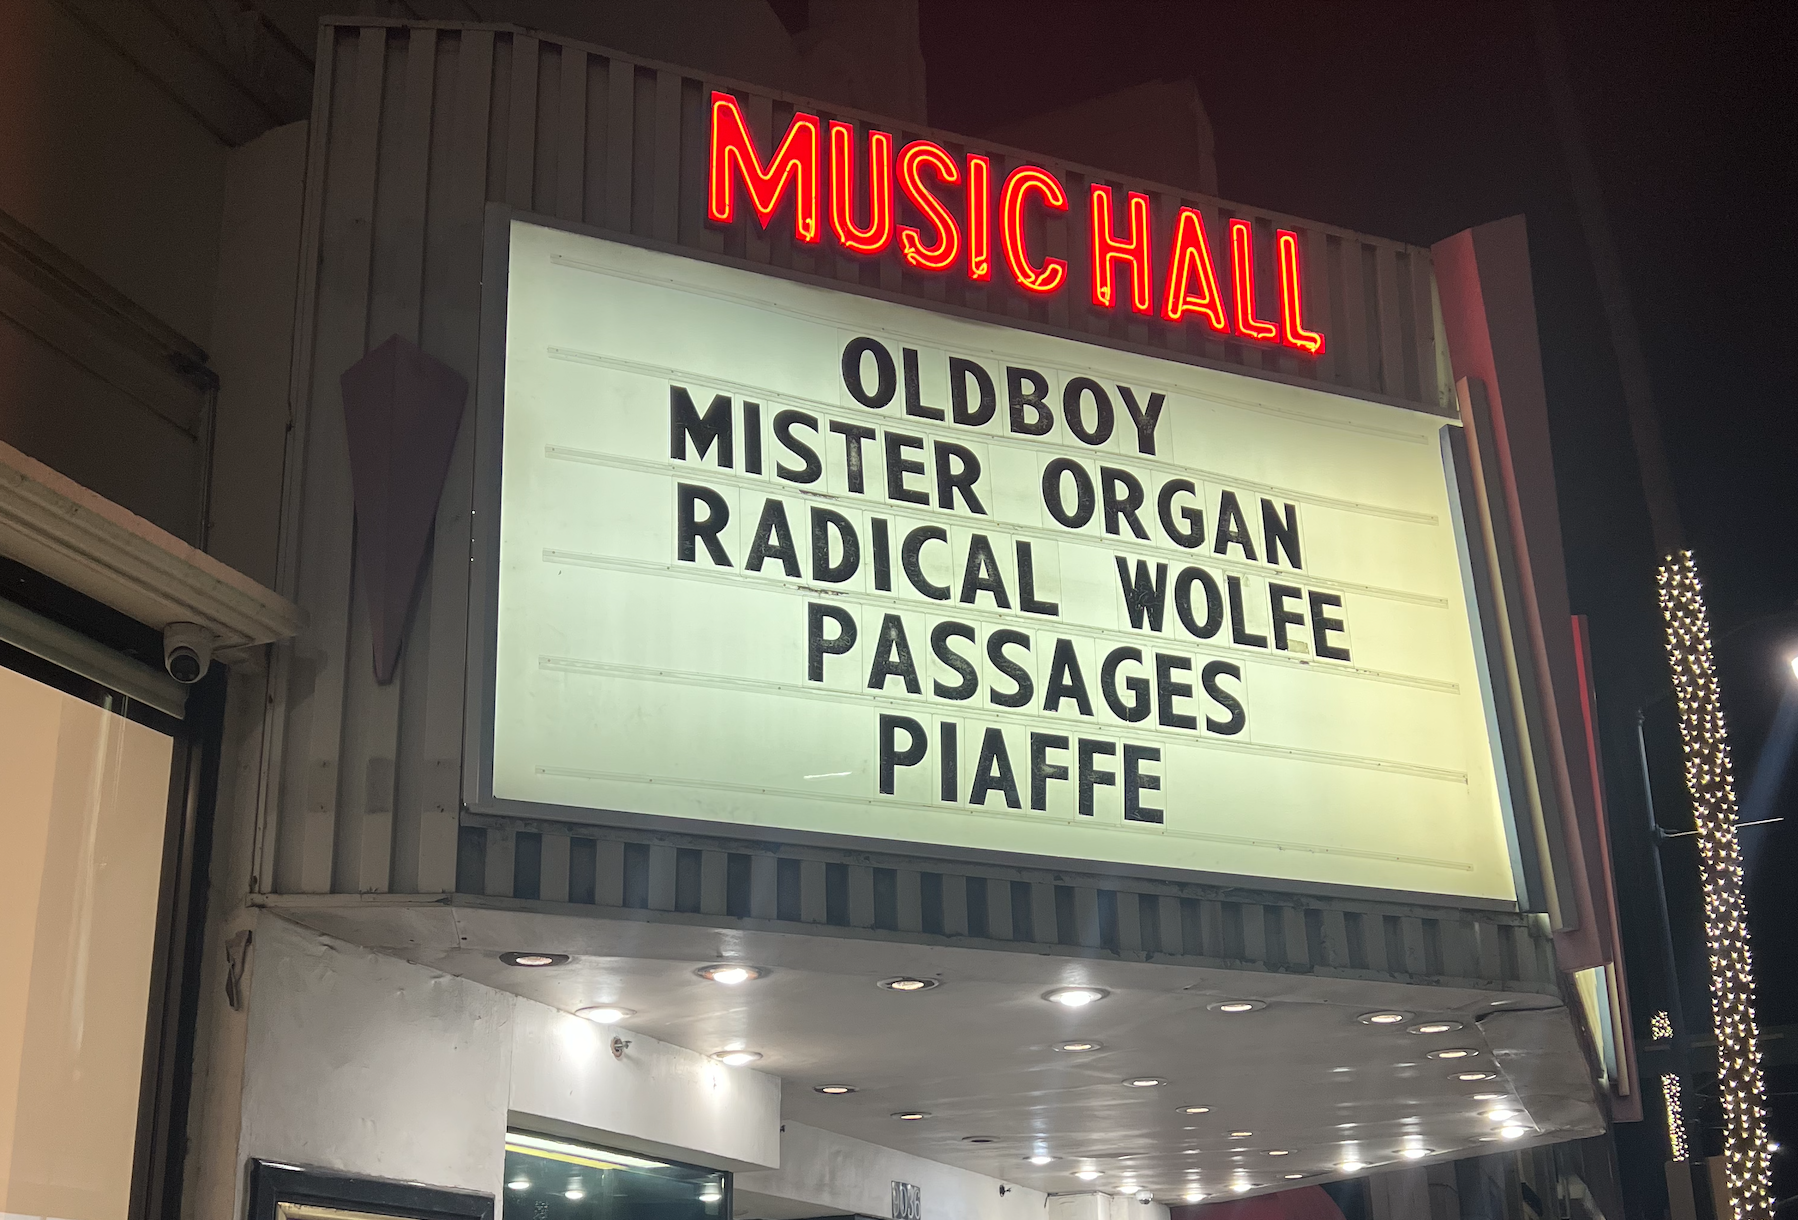 MUSIC HALL
OLDBOY
MISTER ORGAN
RADICAL WOLFE
PASSAGES
PIAFFE